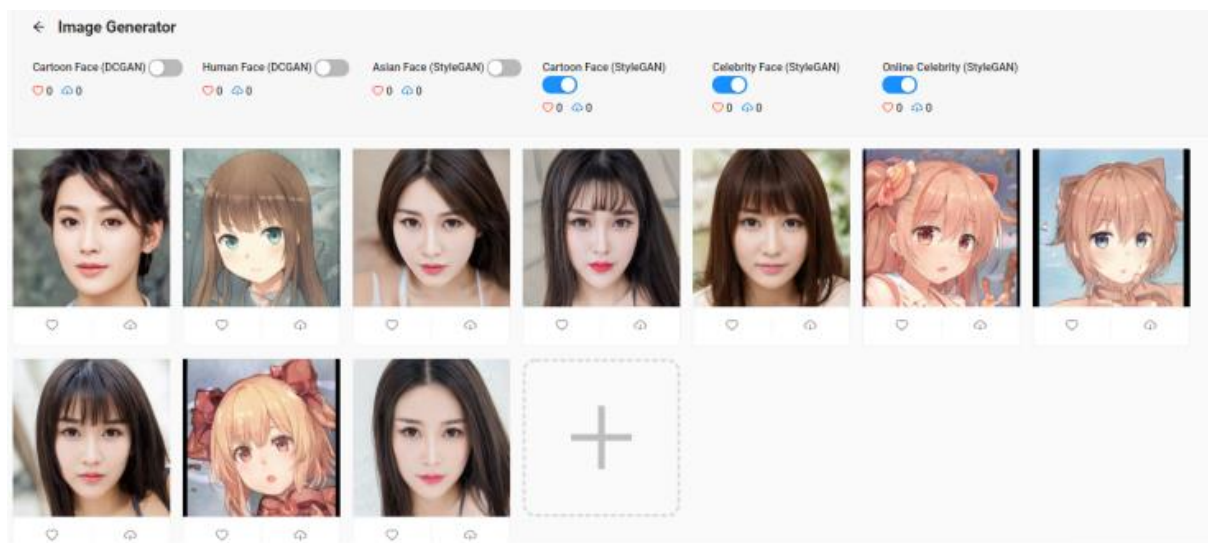 Image Generator
Cartoon Face (DCGAN)
Human Face (DCGAN)
Asian Face (StyleGAN)
Cartoon Face (StyleGAN)
Celebrity Face (StyleGAN)
Online Celebrity (StyleGAN)
0 0
0 0
0 0
0 0
0 0
0 0